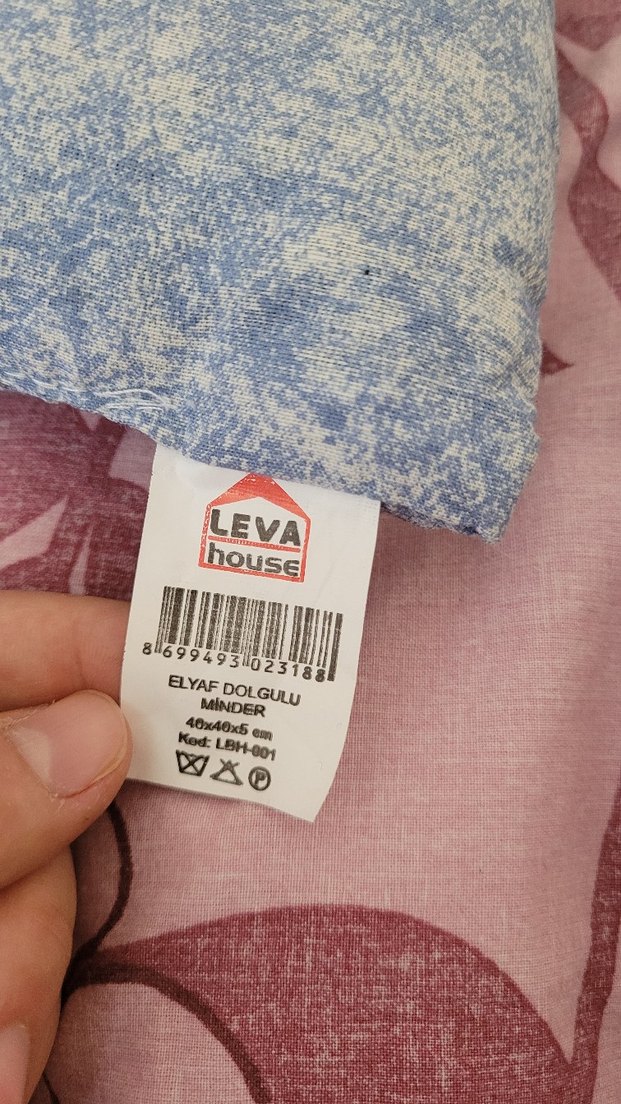 LEVA
house
8 699493 023188
ELYAF DOLGULU
MİNDER
40x40x5 cm
Kod: LBH-001
P